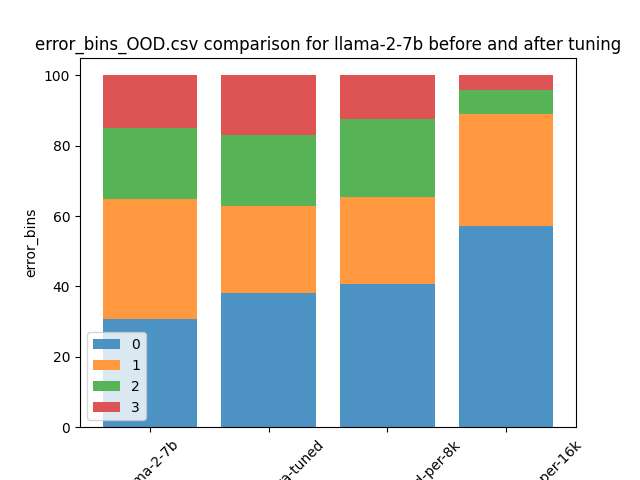 error_bins_OOD.csv comparison for llama-2-7b before and after tuning
100
80
60
40
20
0
error_bins
0
1
2
3
ma-2-7b
a-tuned
d-per-8k
per-16k